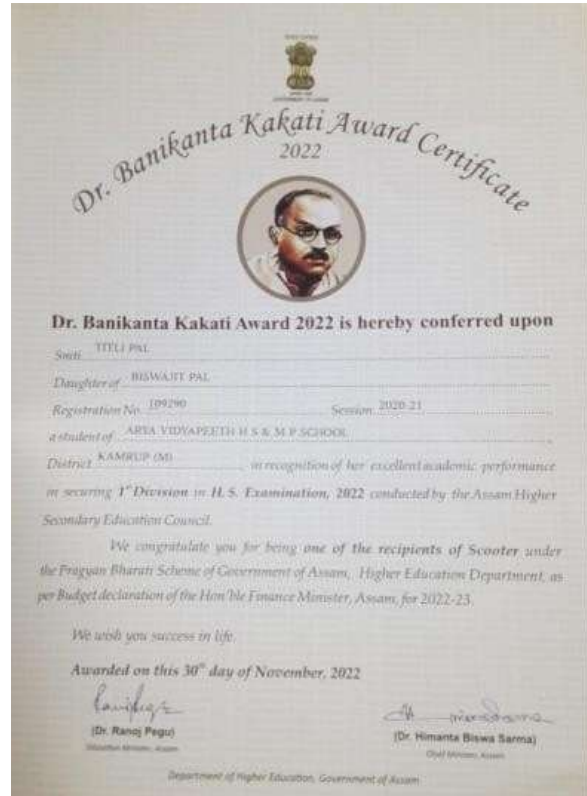 Dr. Banikanta Kakati Award Certificate
2022
Dr. Banikanta Kakati Award 2022 is hereby conferred upon
Smti TITLI PAL
Daughter of BISWAJIT PAL
Registration No. 109290 Session 2020-21
a student of ARYA VIDYAPEETH H S & M P SCHOOL
District KAMRUP (M) in recognition of her excellent academic performance
in securing 1st Division in H. S. Examination, 2022 conducted by the Assam Higher
Secondary Education Council.
We congratulate you for being one of the recipients of Scooter under
the Pragyan Bharati Scheme of Government of Assam, Higher Education Department, as
per Budget declaration of the Hon'ble Finance Minister, Assam, for 2022-23.
We wish you success in life.
Awarded on this 30th day of November, 2022
(Dr. Ranoj Pegu)
Education Minister, Assam
(Dr. Himanta Biswa Sarma)
Chief Minister, Assam
Department of Higher Education, Government of Assam